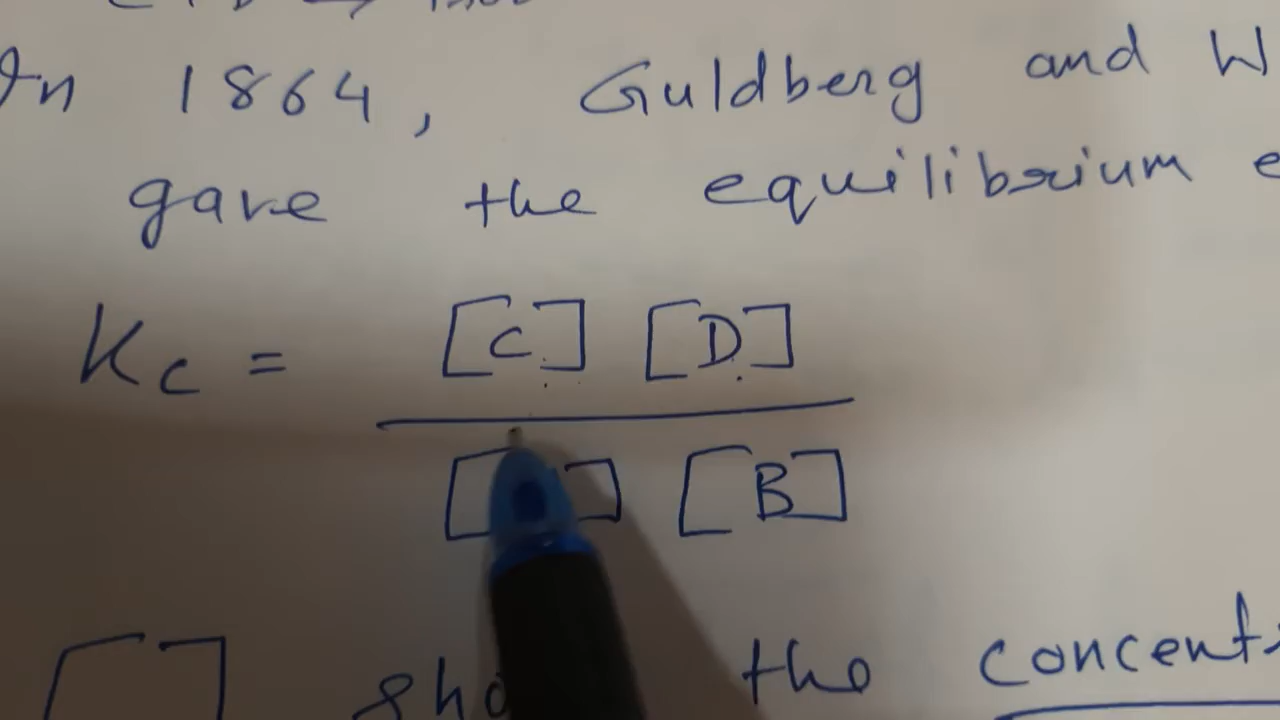 In 1864, Guldberg and W
gave the equilibrium e
Kc = [C] [D]
[ ] [B]
[ ] the concent